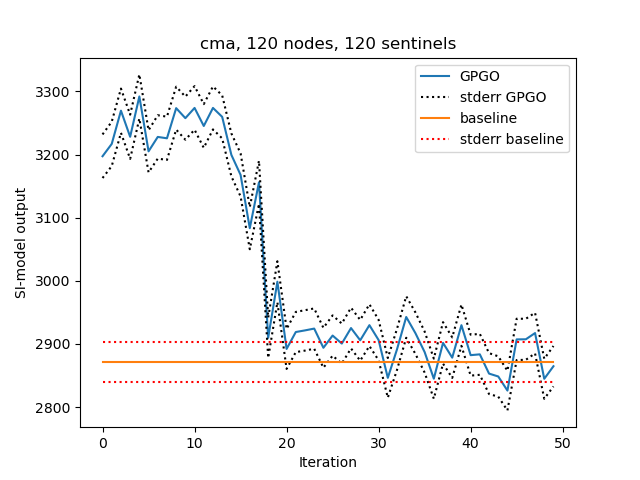 cma, 120 nodes, 120 sentinels
SI-model output
3300
3200
3100
3000
2900
2800
GPGO
stderr GPGO
baseline
stderr baseline
0 10 20 30 40 50
Iteration